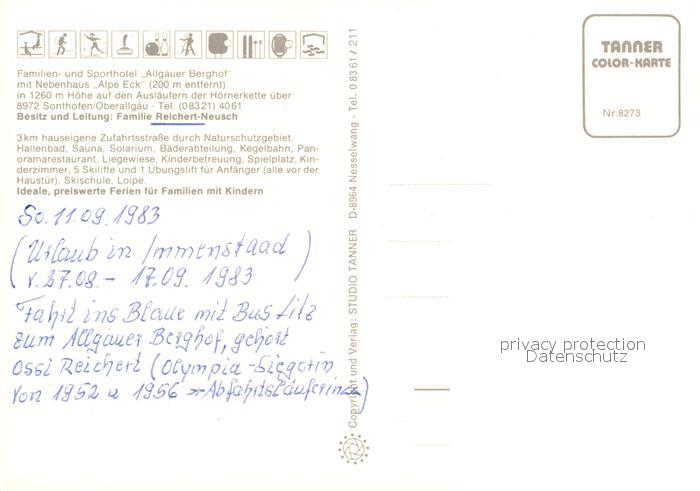 Familien- und Sporthotel „Allgäuer Berghof"
mit Nebenhaus „Alpe Eck" (200 m entfernt)
in 1260 m Höhe auf den Ausläufern der Hörnerkette über
8972 Sonthofen/Oberallgäu · Tel. (08321) 4061
Besitz und Leitung: Familie Reichert-Neusch
3 km hauseigene Zufahrtsstraße durch Naturschutzgebiet.
Hallenbad, Sauna, Solarium, Bäderabteilung, Kegelbahn, Pan-
oramarestaurant, Liegewiese, Kinderbetreuung, Spielplatz, Kin-
derzimmer, 5 Skilifte und 1 Übungslift für Anfänger (alle vor der
Haustür), Skischule, Loipe.
Ideale, preiswerte Ferien für Familien mit Kindern
So. 11.09.1983
(Urlaub in Immenstaad)
v. 27.08. – 17.09. 1983
Fahrt ins Blaue mit Bus Litz
zum Allgäuer Berghof, gehört
Ossi Reichert (Olympia-Siegerin
von 1952 u 1956 Abfahrtsläuferin)
Copyright und Verlag: STUDIO TANNER D-8964 Nesselwang · Tel. 08361/211
TANNER
COLOR-KARTE
Nr. 8273
privacy protection
Datenschutz